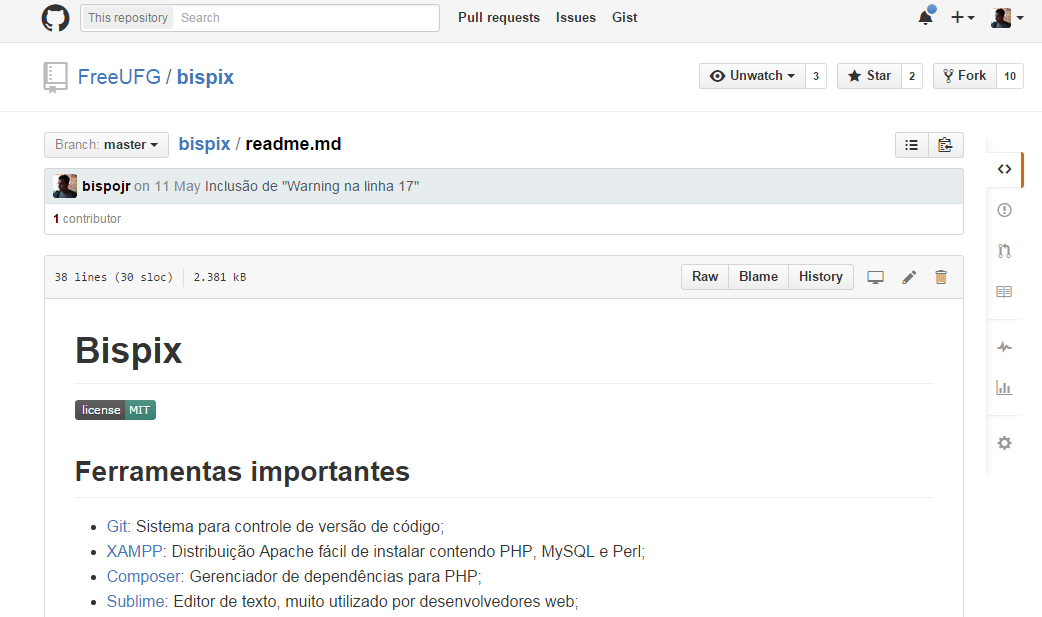 This repository Search Pull requests Issues Gist
FreeUFG / bispix Unwatch 3 Star 2 Fork 10
Branch: master bispix / readme.md
bispojr on 11 May Inclusão de "Warning na linha 17"
1 contributor
38 lines (30 sloc) 2.381 kB Raw Blame History
Bispix
license MIT
Ferramentas importantes
Git: Sistema para controle de versão de código;
XAMPP: Distribuição Apache fácil de instalar contendo PHP, MySQL e Perl;
Composer: Gerenciador de dependências para PHP;
Sublime: Editor de texto, muito utilizado por desenvolvedores web;